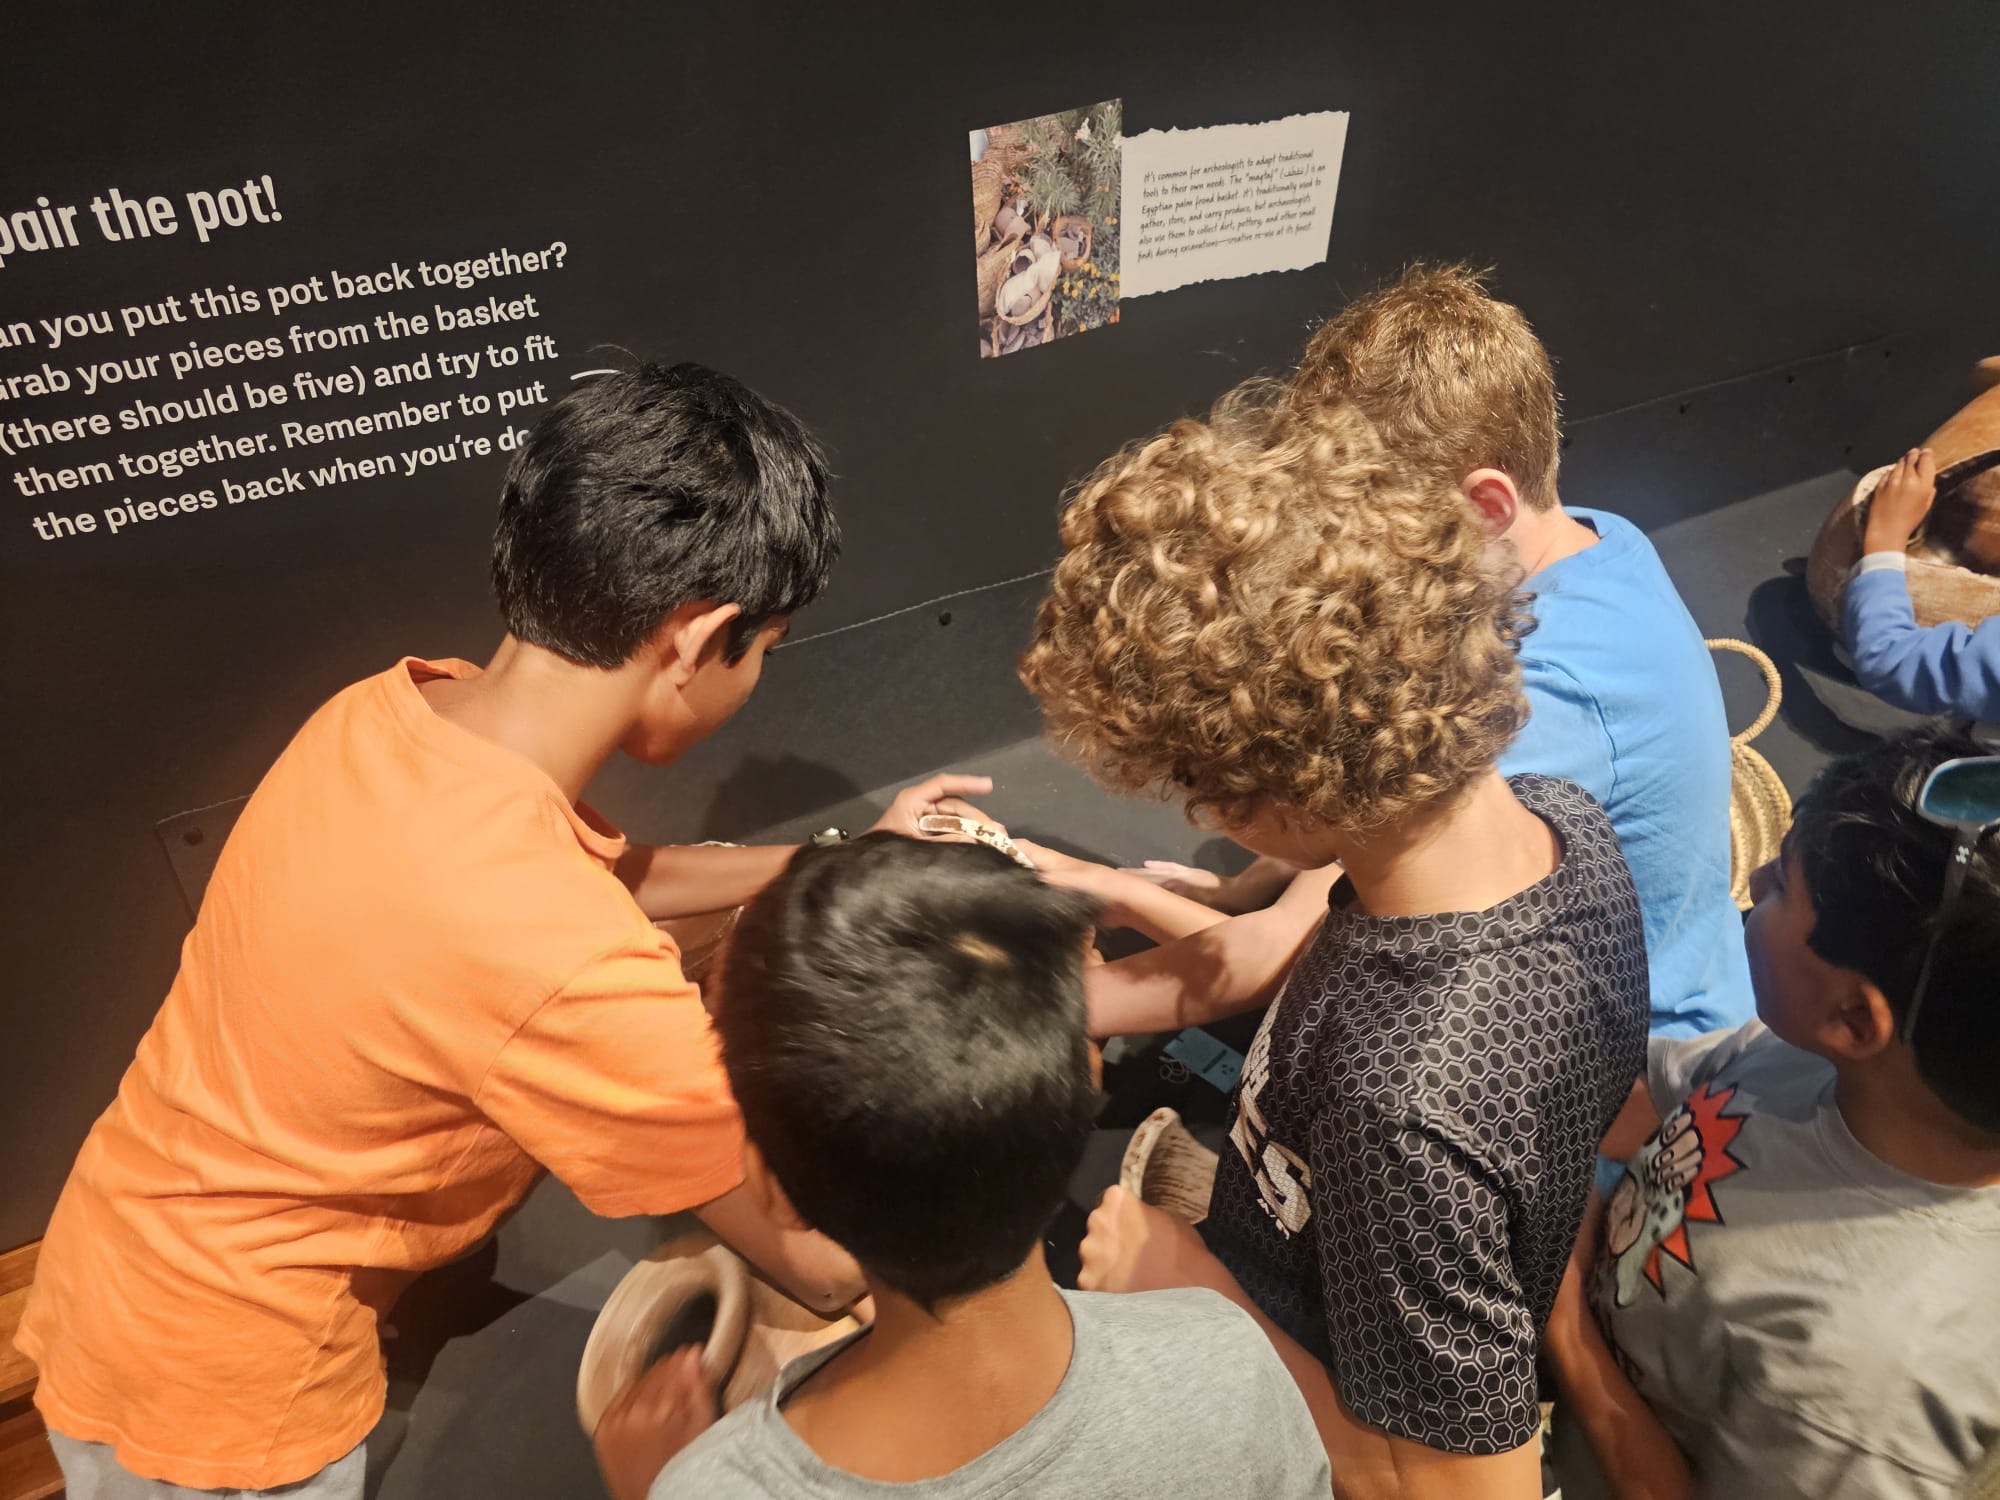 pair the pot!
an you put this pot back together?
Grab your pieces from the basket
(there should be five) and try to fit
them together. Remember to put
the pieces back when you're do
It's common for archeologists to adapt traditional
tools to their own needs. The "maqtaf" (مقطف) is an
Egyptian palm frond basket. It's traditionally used to
gather, store, and carry produce, but archaeologists
also use them to collect dirt, pottery, and other small
finds during excavations—creative re-use at its finest.